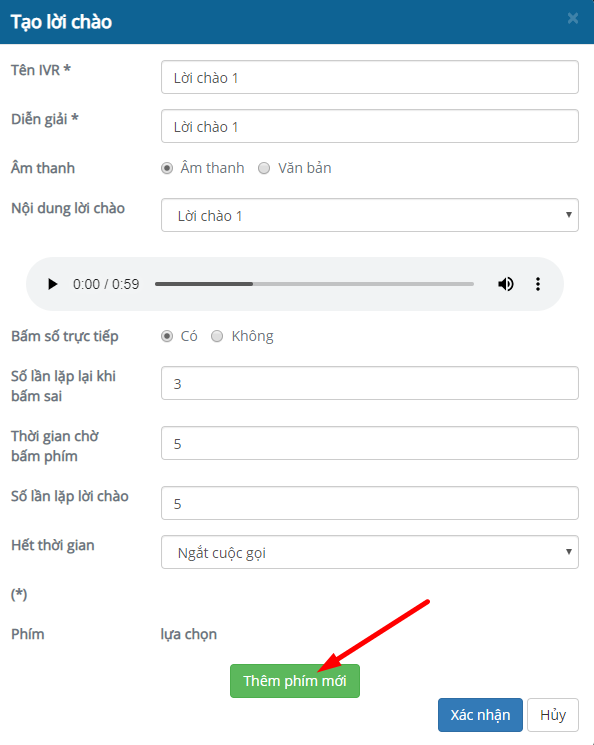 Tạo lời chào
×
Tên IVR * Lời chào 1
Diễn giải * Lời chào 1
Âm thanh Âm thanh Văn bản
Nội dung lời chào Lời chào 1
0:00 / 0:59
Bấm số trực tiếp Có Không
Số lần lặp lại khi
bấm sai
3
Thời gian chờ
bấm phím
5
Số lần lặp lời chào 5
Hết thời gian Ngắt cuộc gọi
(*)
Phím lựa chọn
Thêm phím mới
Xác nhận Hủy